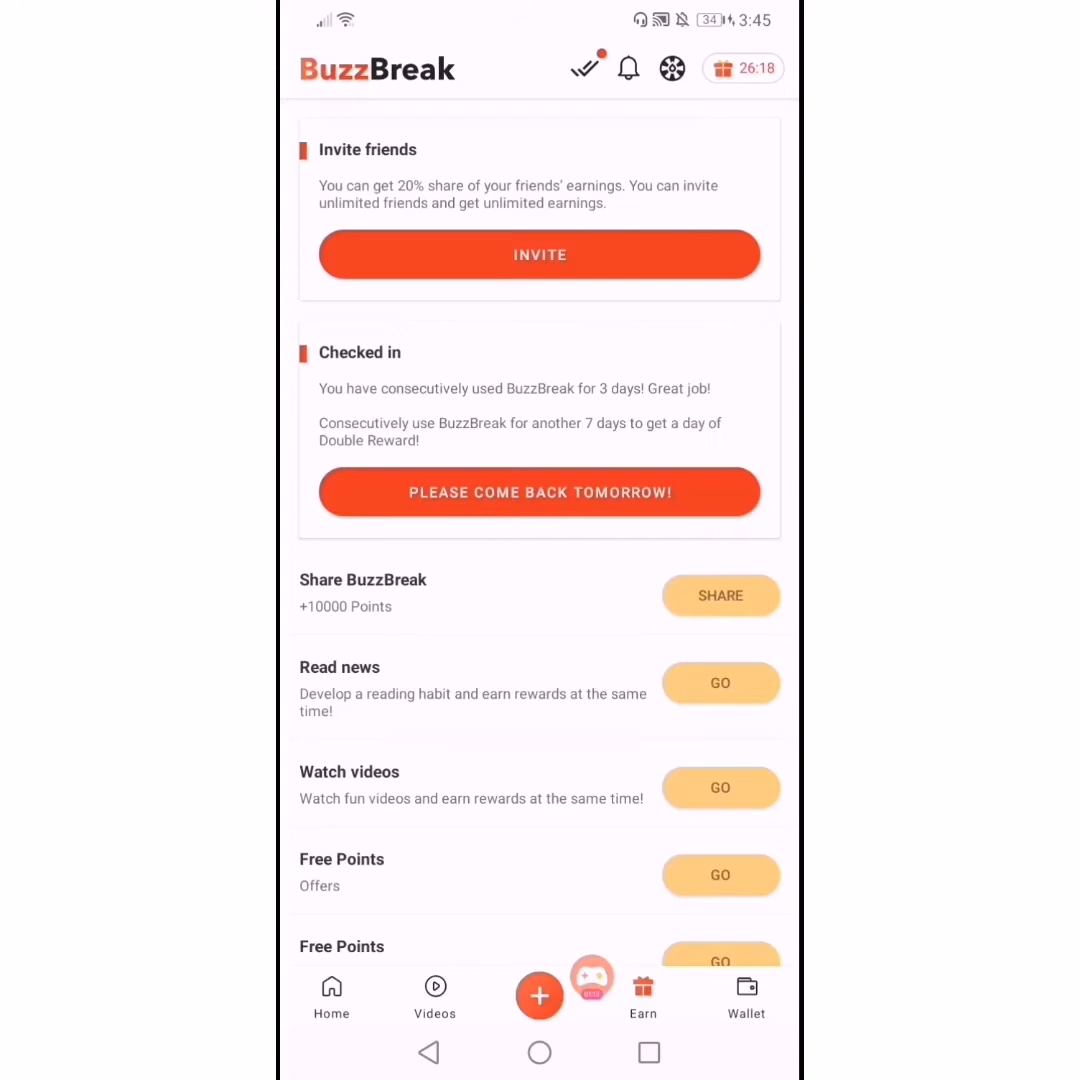 34 3:45
BuzzBreak
26:18
Invite friends
You can get 20% share of your friends' earnings. You can invite
unlimited friends and get unlimited earnings.
INVITE
Checked in
You have consecutively used BuzzBreak for 3 days! Great job!
Consecutively use BuzzBreak for another 7 days to get a day of
Double Reward!
PLEASE COME BACK TOMORROW!
Share BuzzBreak
+10000 Points
SHARE
Read news
Develop a reading habit and earn rewards at the same
time!
GO
Watch videos
Watch fun videos and earn rewards at the same time!
GO
Free Points
Offers
GO
Free Points
GO
Home
Videos
Earn
Wallet